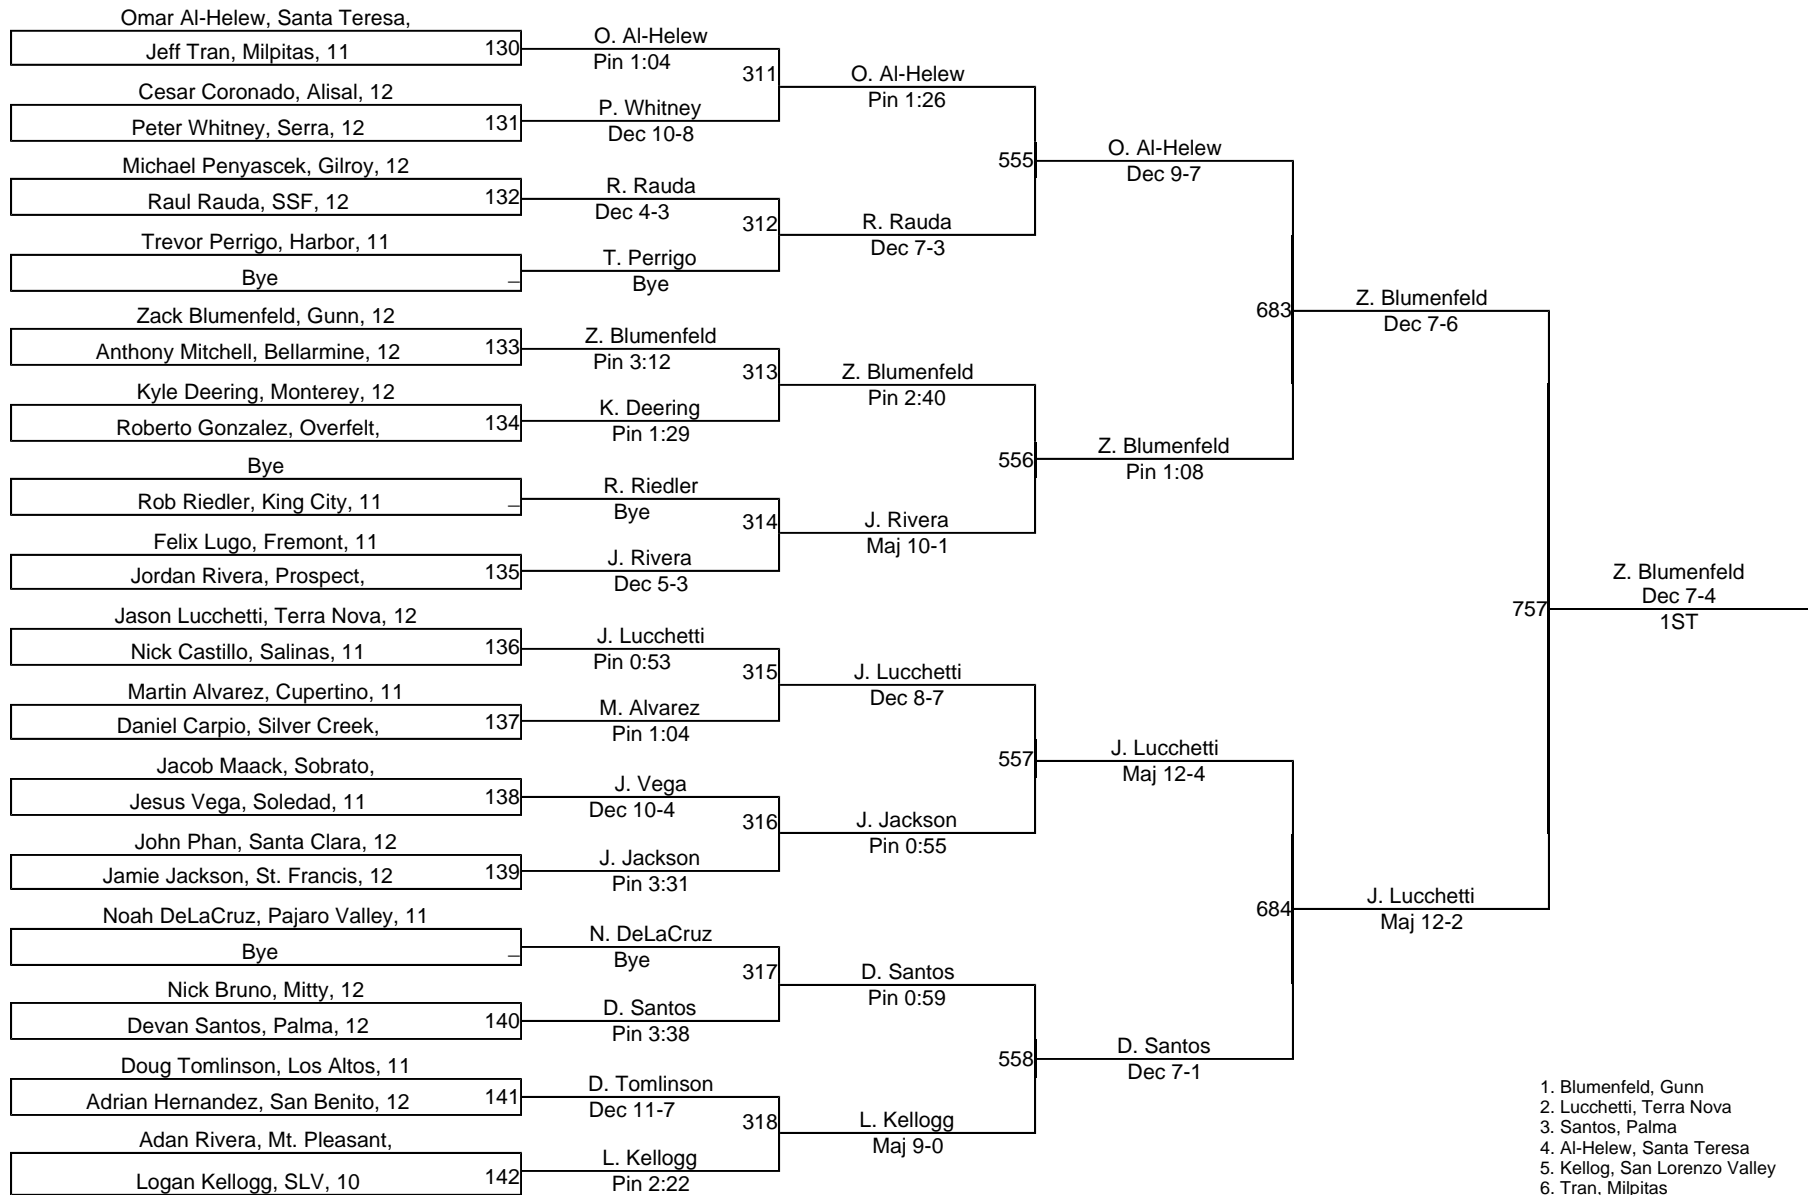 Omar Al-Helew, Santa Teresa,
Jeff Tran, Milpitas, 11
130
Cesar Coronado, Alisal, 12
Peter Whitney, Serra, 12
131
Michael Penyascek, Gilroy, 12
Raul Rauda, SSF, 12
132
Trevor Perrigo, Harbor, 11
Bye
_
Zack Blumenfeld, Gunn, 12
Anthony Mitchell, Bellarmine, 12
133
Kyle Deering, Monterey, 12
Roberto Gonzalez, Overfelt,
134
Bye
Rob Riedler, King City, 11
_
Felix Lugo, Fremont, 11
Jordan Rivera, Prospect,
135
Jason Lucchetti, Terra Nova, 12
Nick Castillo, Salinas, 11
136
Martin Alvarez, Cupertino, 11
Daniel Carpio, Silver Creek,
137
Jacob Maack, Sobrato,
Jesus Vega, Soledad, 11
138
John Phan, Santa Clara, 12
Jamie Jackson, St. Francis, 12
139
Noah DeLaCruz, Pajaro Valley, 11
Bye
_
Nick Bruno, Mitty, 12
Devan Santos, Palma, 12
140
Doug Tomlinson, Los Altos, 11
Adrian Hernandez, San Benito, 12
141
Adan Rivera, Mt. Pleasant,
Logan Kellogg, SLV, 10
142
O. Al-Helew
Pin 1:04
311
P. Whitney
Dec 10-8
R. Rauda
Dec 4-3
312
T. Perrigo
Bye
Z. Blumenfeld
Pin 3:12
313
K. Deering
Pin 1:29
R. Riedler
Bye
314
J. Rivera
Dec 5-3
J. Lucchetti
Pin 0:53
315
M. Alvarez
Pin 1:04
J. Vega
Dec 10-4
316
J. Jackson
Pin 3:31
N. DeLaCruz
Bye
317
D. Santos
Pin 3:38
D. Tomlinson
Dec 11-7
318
L. Kellogg
Pin 2:22
O. Al-Helew
Pin 1:26
555
R. Rauda
Dec 7-3
Z. Blumenfeld
Pin 2:40
556
J. Rivera
Maj 10-1
J. Lucchetti
Dec 8-7
557
J. Jackson
Pin 0:55
D. Santos
Pin 0:59
558
L. Kellogg
Maj 9-0
O. Al-Helew
Dec 9-7
683
Z. Blumenfeld
Pin 1:08
J. Lucchetti
Maj 12-4
684
D. Santos
Dec 7-1
Z. Blumenfeld
Dec 7-6
757
J. Lucchetti
Maj 12-2
Z. Blumenfeld
Dec 7-4
1ST
1. Blumenfeld, Gunn
2. Lucchetti, Terra Nova
3. Santos, Palma
4. Al-Helew, Santa Teresa
5. Kellog, San Lorenzo Valley
6. Tran, Milpitas